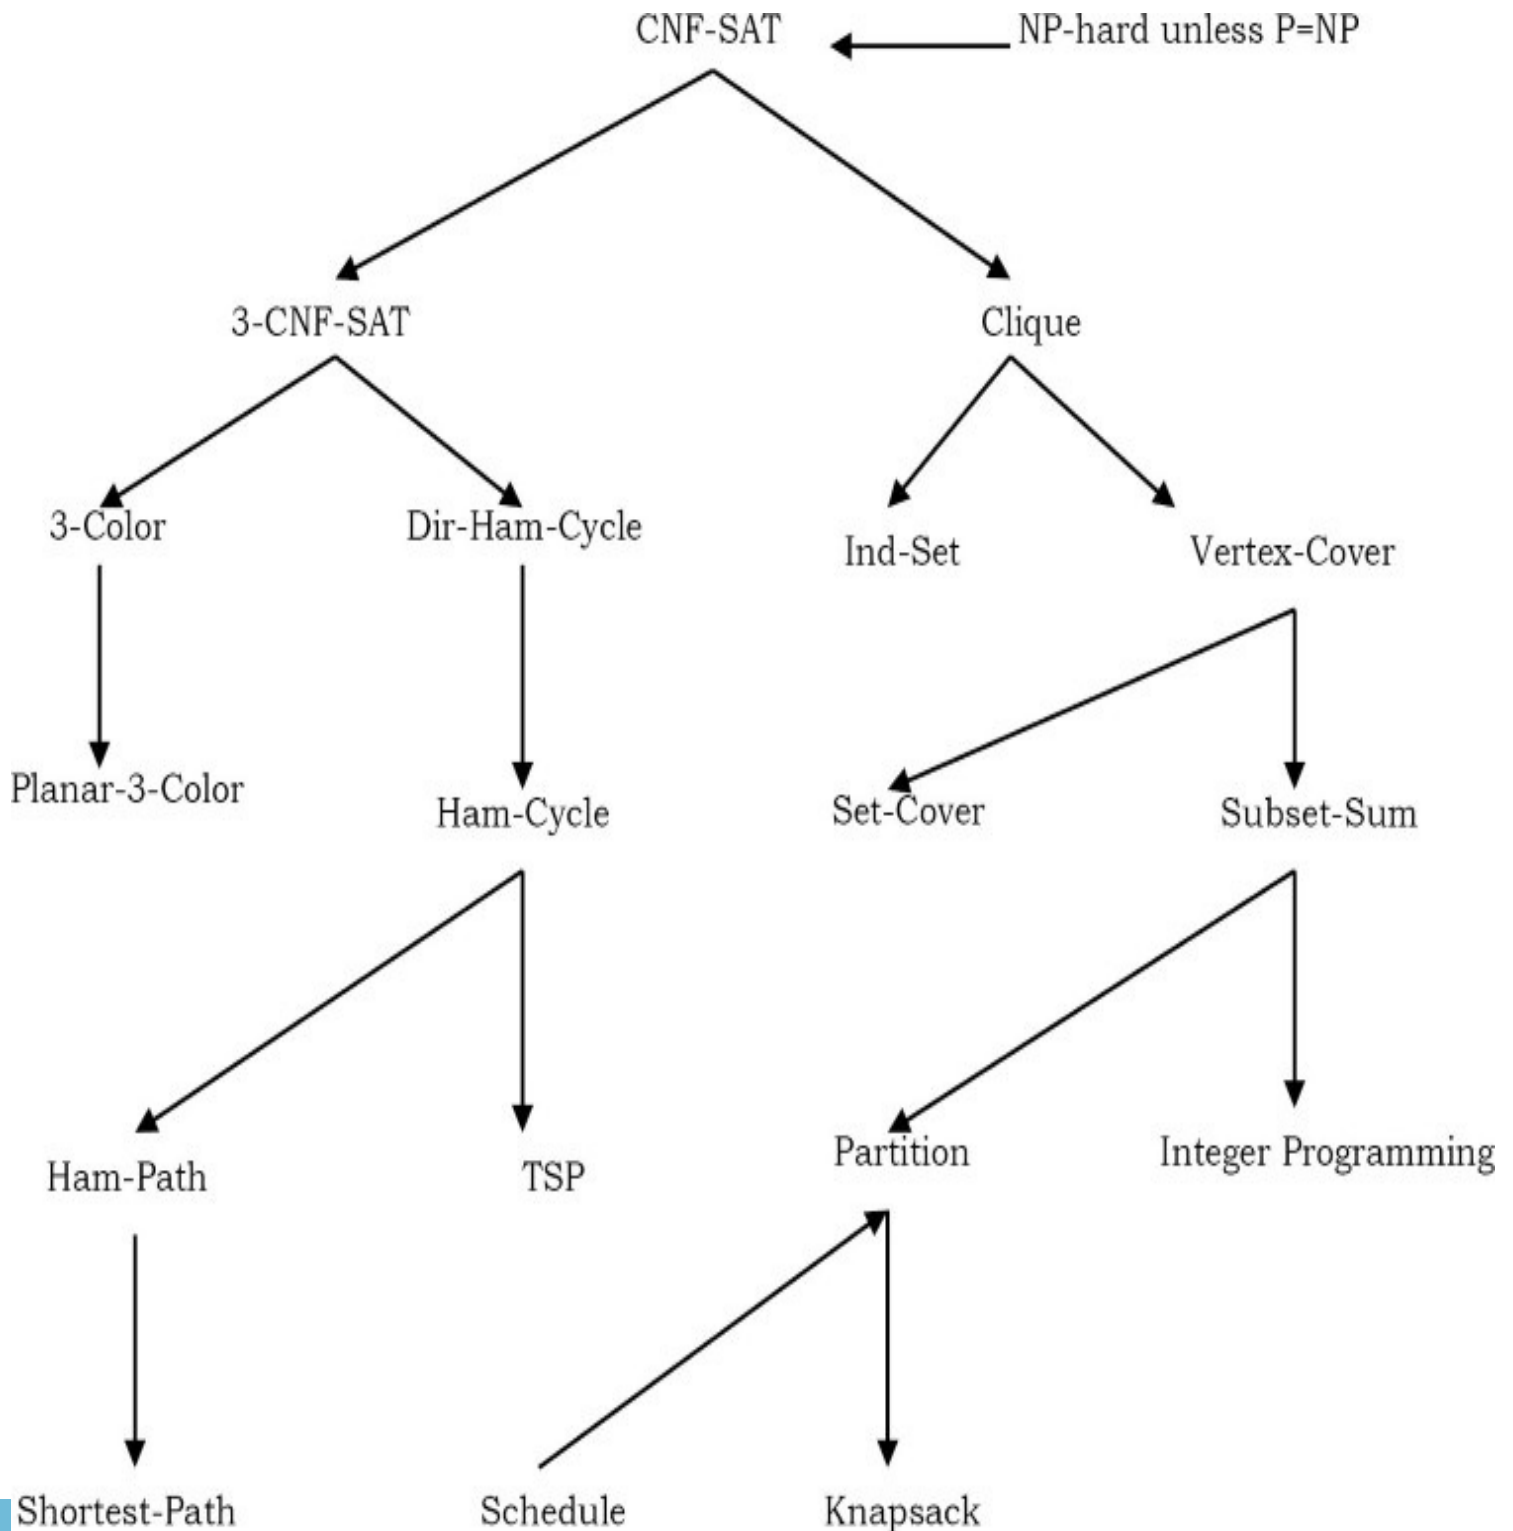 CNF-SAT
NP-hard unless P=NP
3-CNF-SAT
Clique
3-Color
Dir-Ham-Cycle
Ind-Set
Vertex-Cover
Planar-3-Color
Ham-Cycle
Set-Cover
Subset-Sum
Ham-Path
TSP
Partition
Integer Programming
Shortest-Path
Schedule
Knapsack